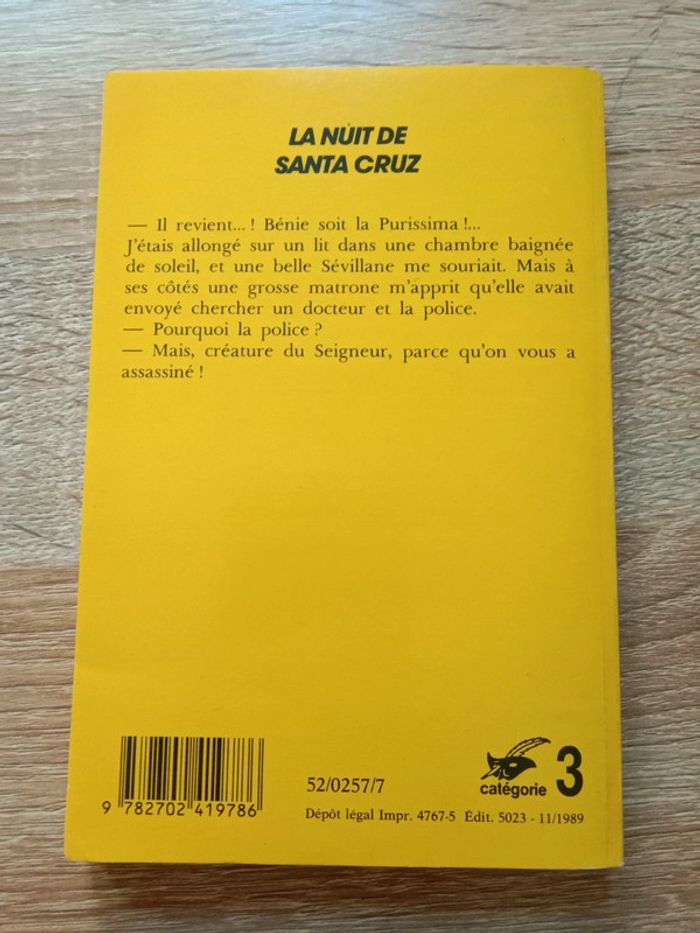 LA NUIT DE
SANTA CRUZ
— Il revient... ! Bénie soit la Purissima !...
J'étais allongé sur un lit dans une chambre baignée
de soleil, et une belle Sévillane me souriait. Mais à
ses côtés une grosse matrone m'apprit qu'elle avait
envoyé chercher un docteur et la police.
— Pourquoi la police ?
— Mais, créature du Seigneur, parce qu'on vous a
assassiné !
9 782702 419786
52/0257/7
catégorie 3
Dépôt légal Impr. 4767-5 Édit. 5023 - 11/1989